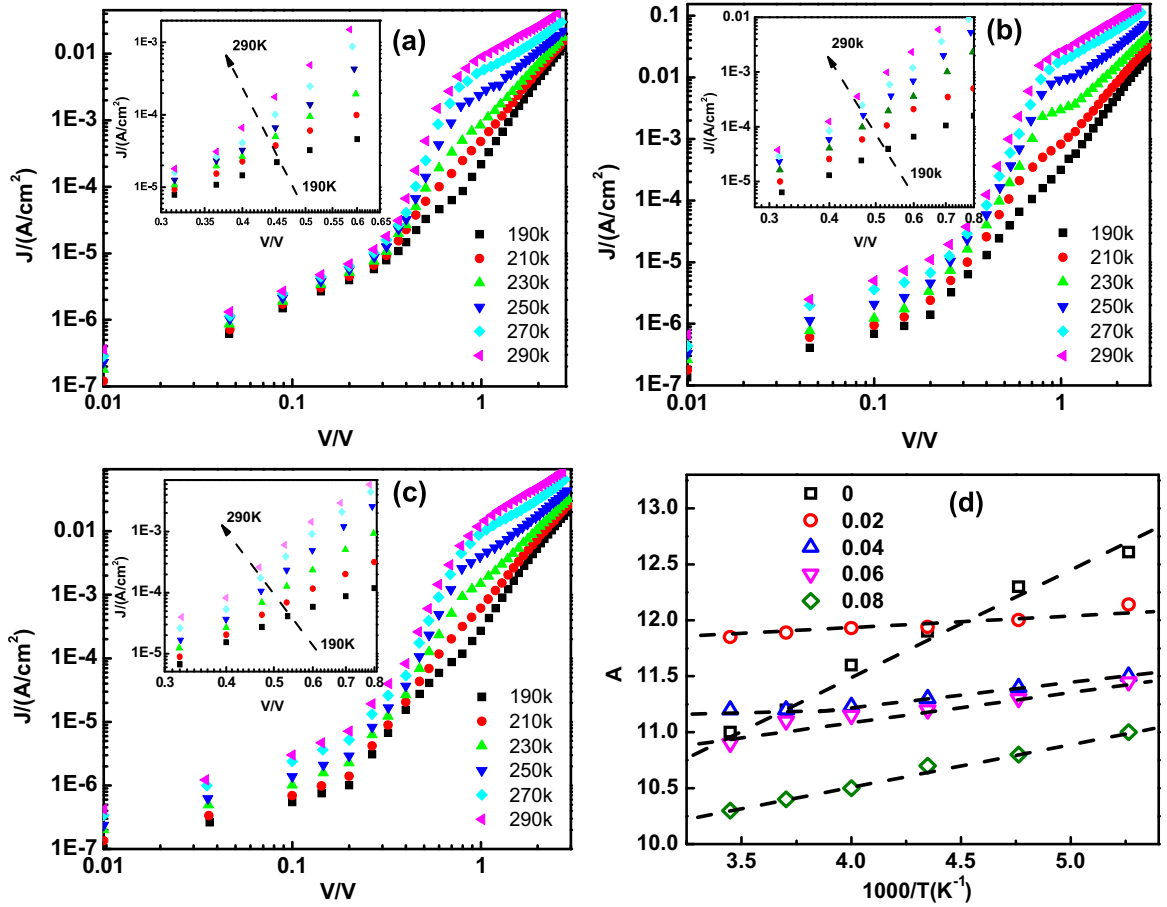 (a)
J/(A/cm²)
0.01
1E-3
1E-4
1E-5
1E-6
1E-7
0.01 0.1 1
V/V
J/(A/cm²)
1E-3
1E-4
1E-5
0.3 0.35 0.4 0.45 0.5 0.55 0.6 0.65
V/V
290K
190K
190k
210k
230k
250k
270k
290k
(b)
J/(A/cm²)
0.1
0.01
1E-3
1E-4
1E-5
1E-6
1E-7
0.01 0.1 1
V/V
J/(A/cm²)
0.01
1E-3
1E-4
1E-5
0.3 0.4 0.5 0.6 0.7 0.8
V/V
290k
190k
190k
210k
230k
250k
270k
290k
(c)
J/(A/cm²)
0.01
1E-3
1E-4
1E-5
1E-6
1E-7
0.01 0.1 1
V/V
J/(A/cm²)
1E-3
1E-4
1E-5
0.3 0.4 0.5 0.6 0.7 0.8
V/V
290K
190K
190k
210k
230k
250k
270k
290k
(d)
A
13.0
12.5
12.0
11.5
11.0
10.5
10.0
3.5 4.0 4.5 5.0
1000/T(K⁻¹)
0
0.02
0.04
0.06
0.08